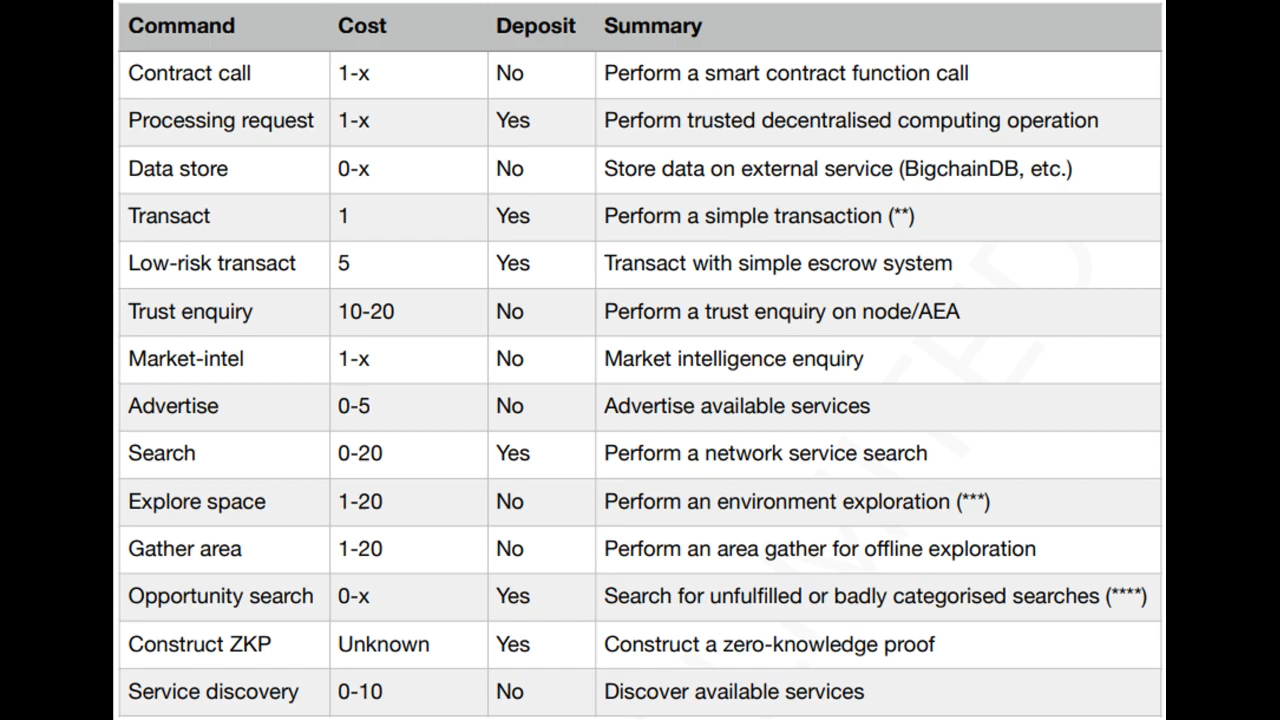 Command Cost Deposit Summary
Contract call 1-x No Perform a smart contract function call
Processing request 1-x Yes Perform trusted decentralised computing operation
Data store 0-x No Store data on external service (BigchainDB, etc.)
Transact 1 Yes Perform a simple transaction (**)
Low-risk transact 5 Yes Transact with simple escrow system
Trust enquiry 10-20 No Perform a trust enquiry on node/AEA
Market-intel 1-x No Market intelligence enquiry
Advertise 0-5 No Advertise available services
Search 0-20 Yes Perform a network service search
Explore space 1-20 No Perform an environment exploration (***)
Gather area 1-20 No Perform an area gather for offline exploration
Opportunity search 0-x Yes Search for unfulfilled or badly categorised searches (****)
Construct ZKP Unknown Yes Construct a zero-knowledge proof
Service discovery 0-10 No Discover available services